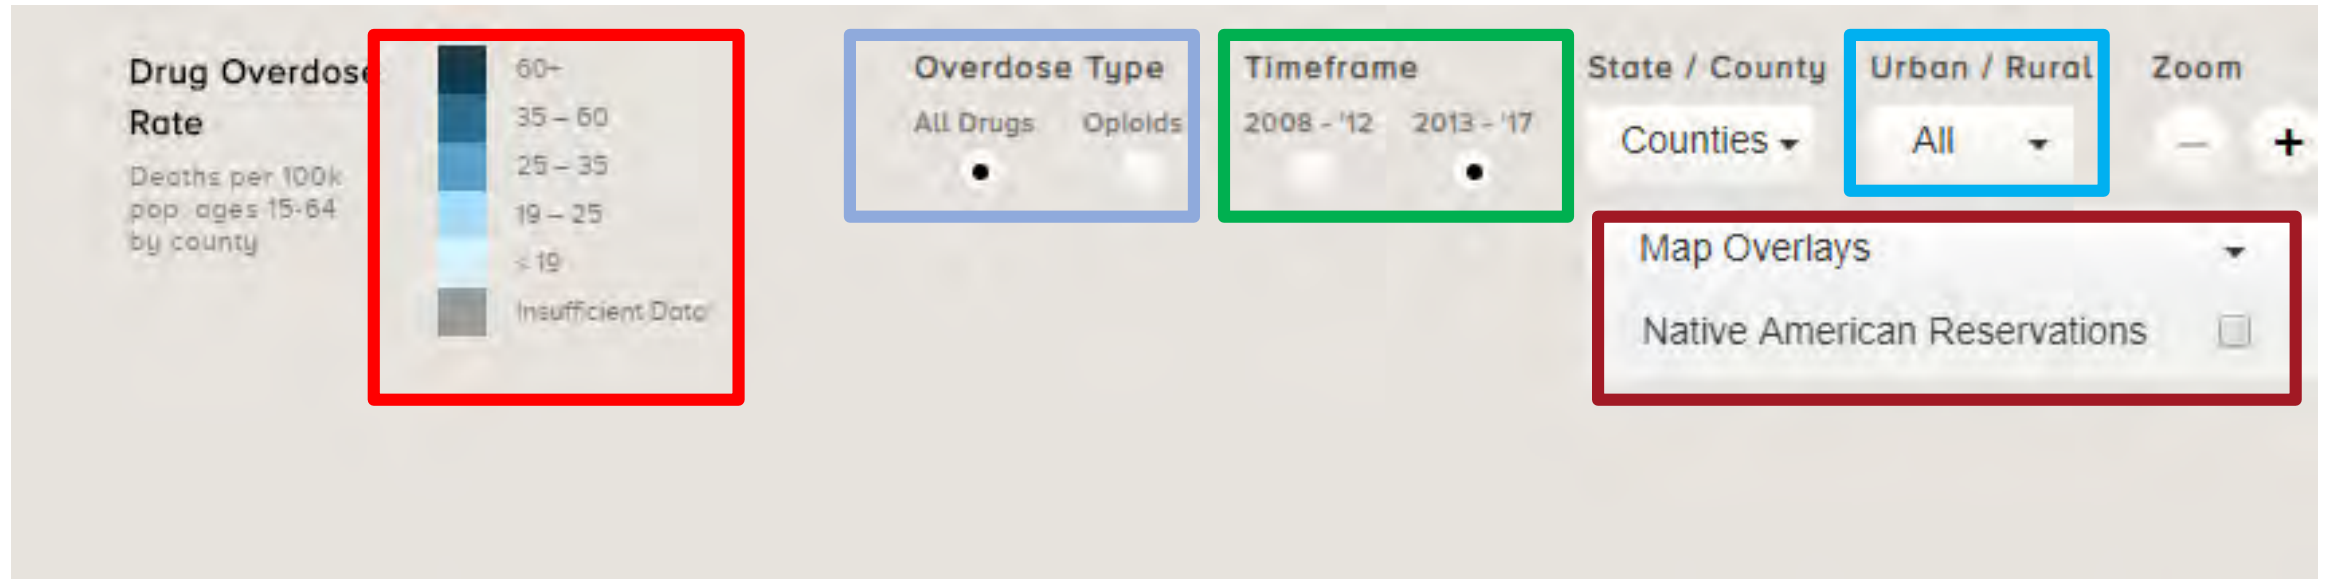 Drug Overdose
Rate
Deaths per 100k
pop. ages 15-64
by county
60+
35 – 60
25 – 35
19 – 25
< 19
Insufficient Data
Overdose Type
All Drugs Opioids
Timeframe
2008 - '12 2013 - '17
State / County
Counties
Urban / Rural
All
Zoom
− +
Map Overlays
Native American Reservations